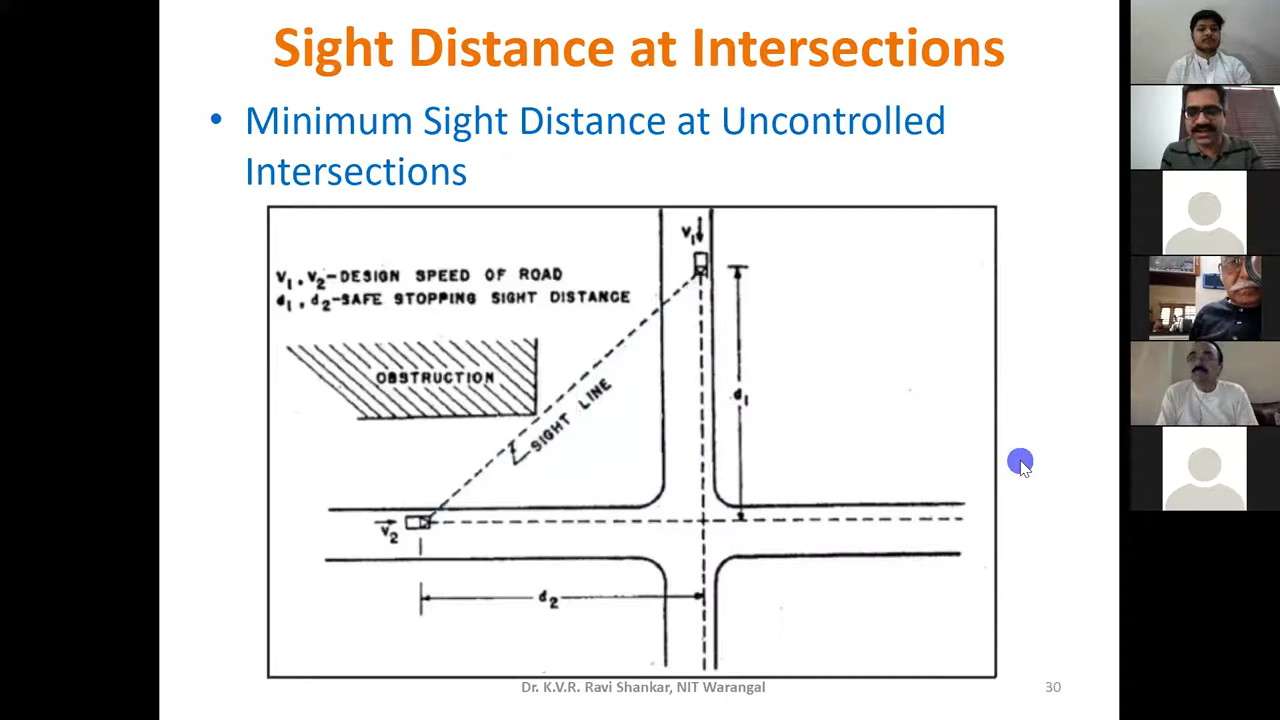 Sight Distance at Intersections
• Minimum Sight Distance at Uncontrolled
Intersections
V1
V1, V2-DESIGN SPEED OF ROAD
d1, d2-SAFE STOPPING SIGHT DISTANCE
OBSTRUCTION
SIGHT LINE
d1
V2
d2
Dr. K.V.R. Ravi Shankar, NIT Warangal
30